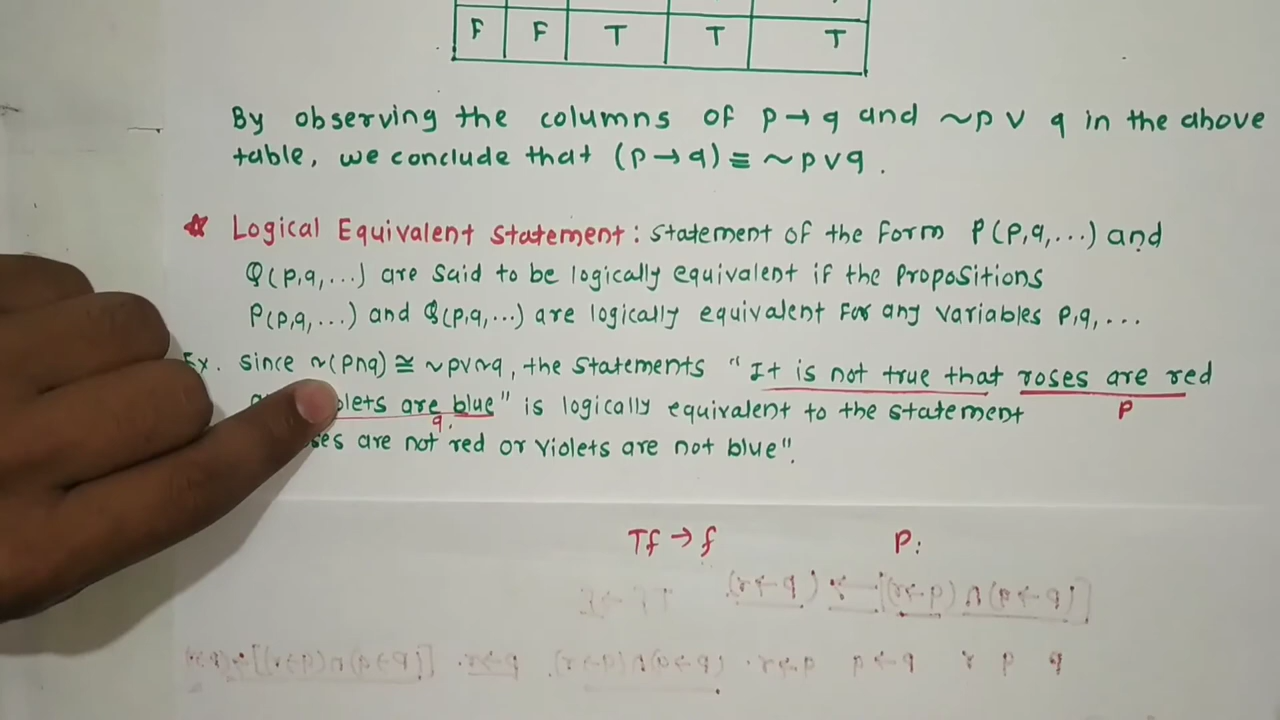 F F T T T
By observing the columns of p → q and ~p ∨ q in the above
table, we conclude that (p → q) ≡ ~p ∨ q .
* Logical Equivalent Statement : Statement of the form P(p,q,...) and
Q(p,q,...) are said to be logically equivalent if the propositions
P(p,q,...) and Q(p,q,...) are logically equivalent for any variables p,q,...
Ex. Since ~(p∧q) ≅ ~p∨~q, the statements "It is not true that roses are red
p
are blue" is logically equivalent to the statement
q.
are not red or violets are not blue".
Tf → f P: